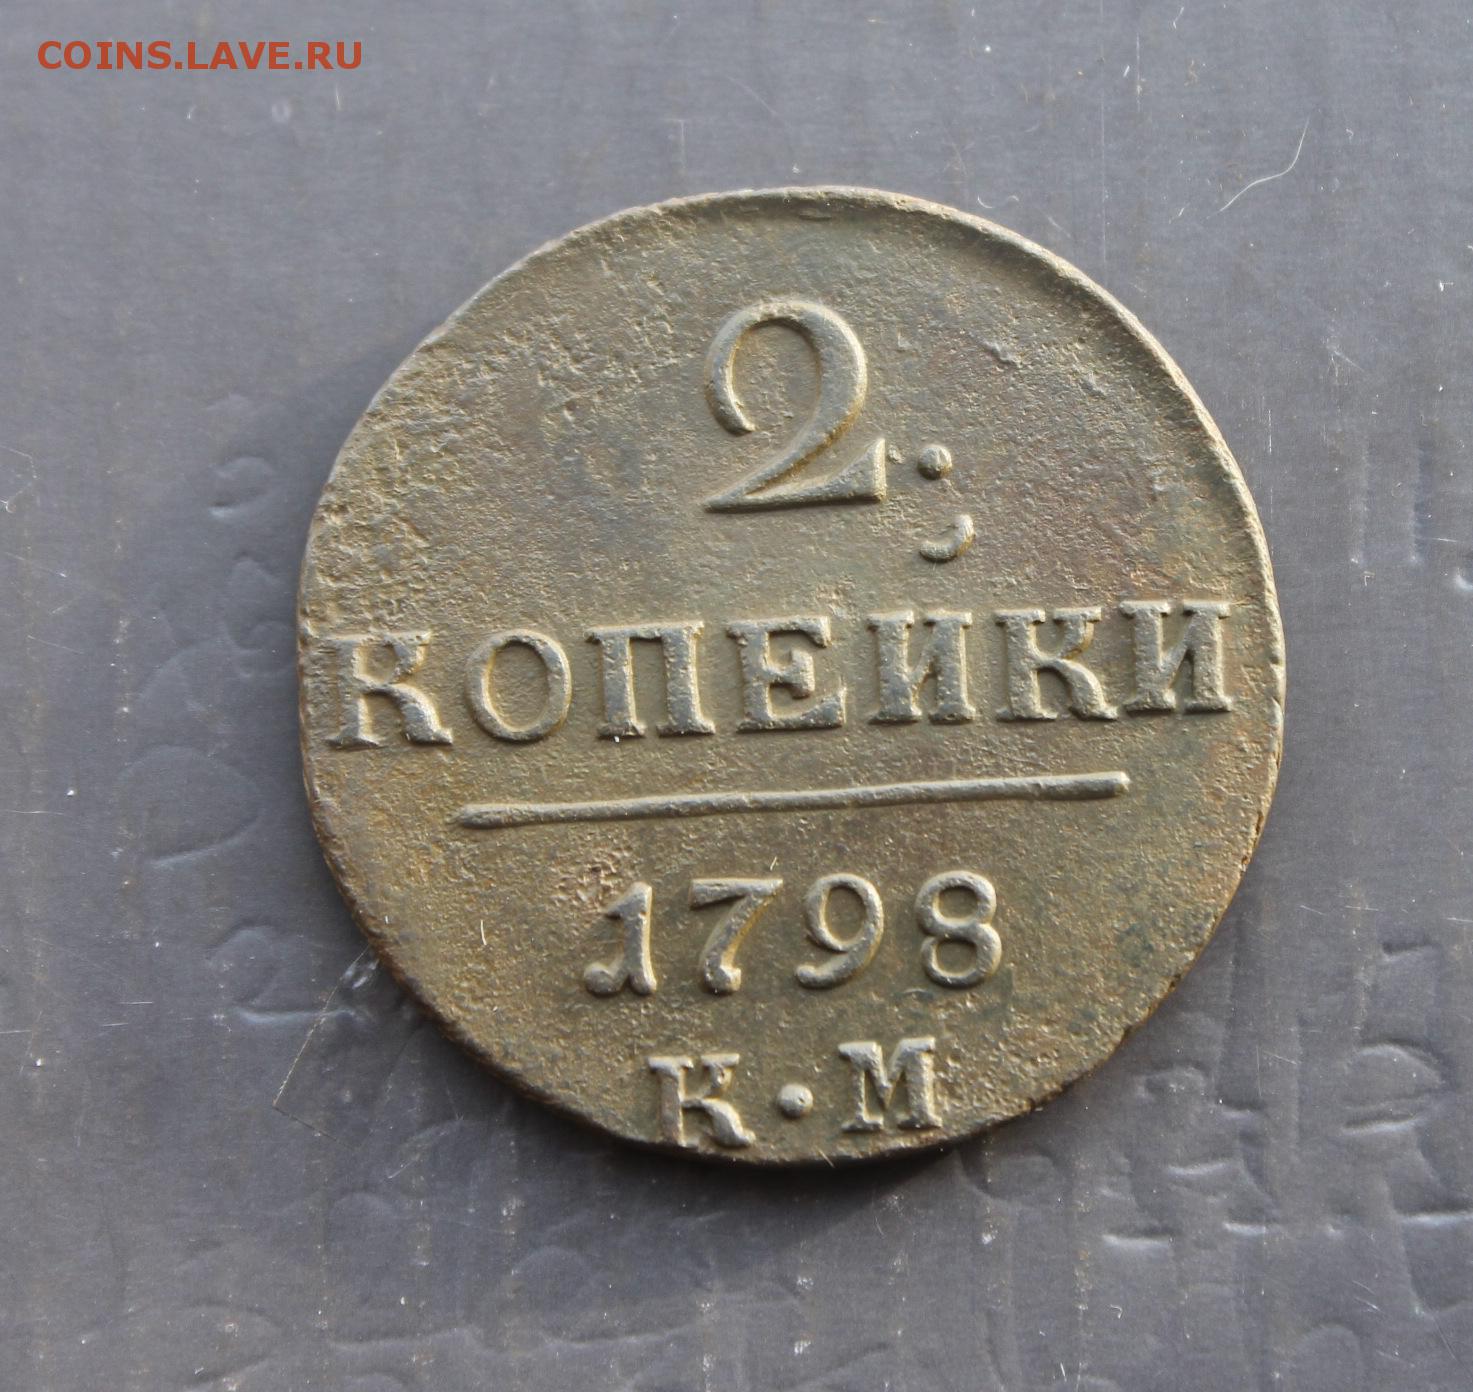 COINS.LAVE.RU
2.
КОПЕЙКИ
1798
К·М